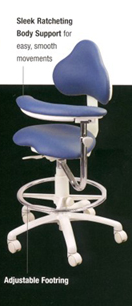 Sleek Ratcheting
Body Support for
easy, smooth
movements
Adjustable Footring